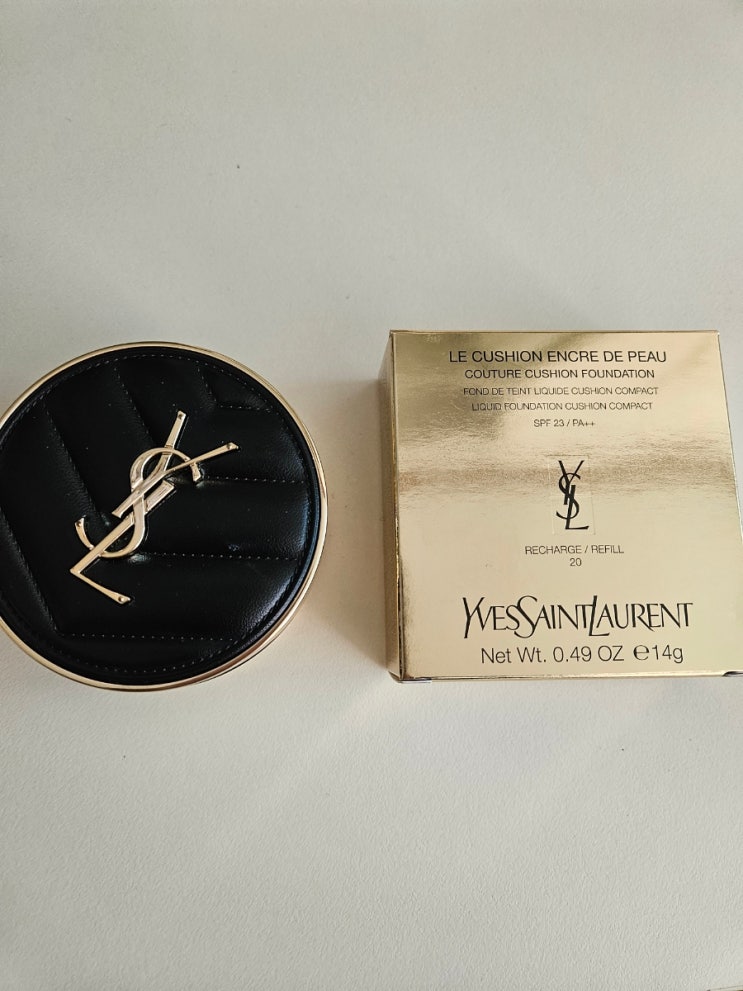 YSL
LE CUSHION ENCRE DE PEAU
COUTURE CUSHION FOUNDATION
FOND DE TEINT LIQUIDE CUSHION COMPACT
LIQUID FOUNDATION CUSHION COMPACT
SPF 23 / PA++
YSL
RECHARGE / REFILL
20
YVESSAINTLAURENT
Net Wt. 0.49 OZ ℮14g